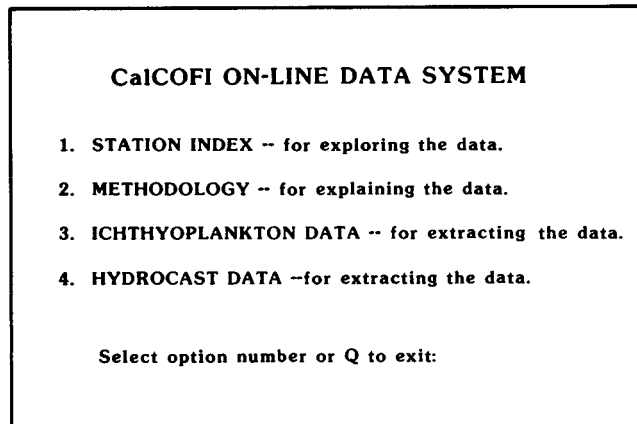 CalCOFI ON-LINE DATA SYSTEM
1. STATION INDEX -- for exploring the data.
2. METHODOLOGY -- for explaining the data.
3. ICHTHYOPLANKTON DATA -- for extracting the data.
4. HYDROCAST DATA --for extracting the data.
Select option number or Q to exit: